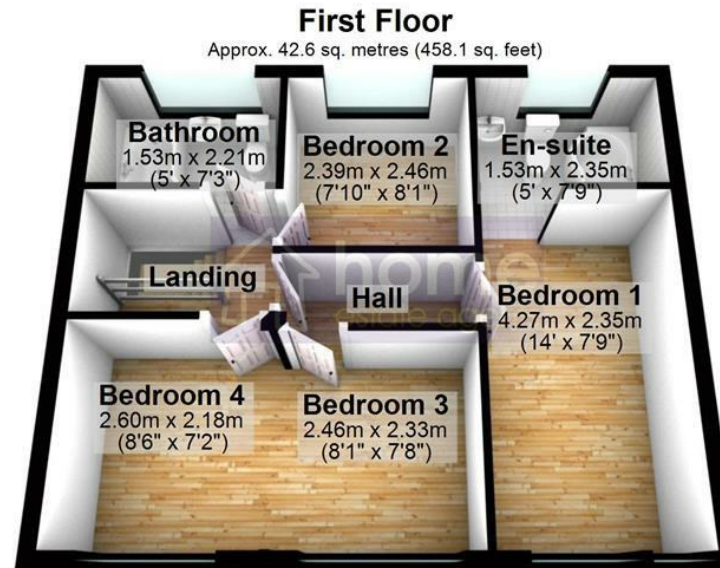 First Floor
Approx. 42.6 sq. metres (458.1 sq. feet)
Bathroom
1.53m x 2.21m
(5' x 7'3")
Bedroom 2
2.39m x 2.46m
(7'10" x 8'1")
En-suite
1.53m x 2.35m
(5' x 7'9")
Landing
Hall
home
estate
Bedroom 1
4.27m x 2.35m
(14' x 7'9")
Bedroom 4
2.60m x 2.18m
(8'6" x 7'2")
Bedroom 3
2.46m x 2.33m
(8'1" x 7'8")